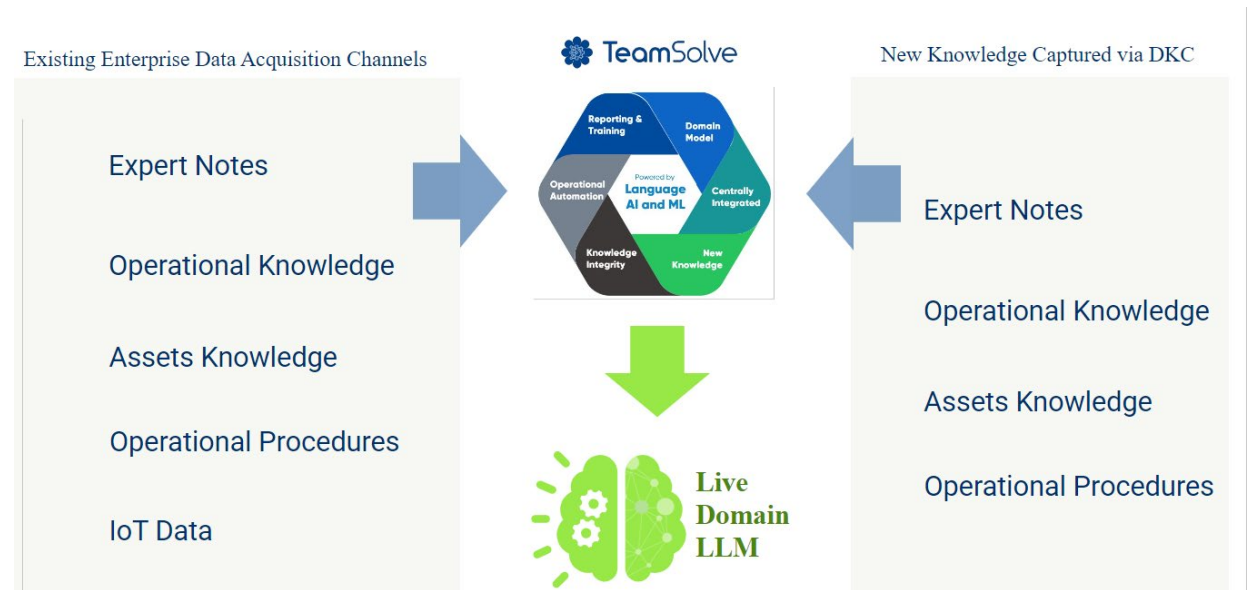 Existing Enterprise Data Acquisition Channels
Expert Notes
Operational Knowledge
Assets Knowledge
Operational Procedures
IoT Data
TeamSolve
Reporting &
Training
Domain
Model
Operational
Automation
Powered by
Language
AI and ML
Centrally
Integrated
Knowledge
Integrity
New
Knowledge
Live
Domain
LLM
New Knowledge Captured via DKC
Expert Notes
Operational Knowledge
Assets Knowledge
Operational Procedures